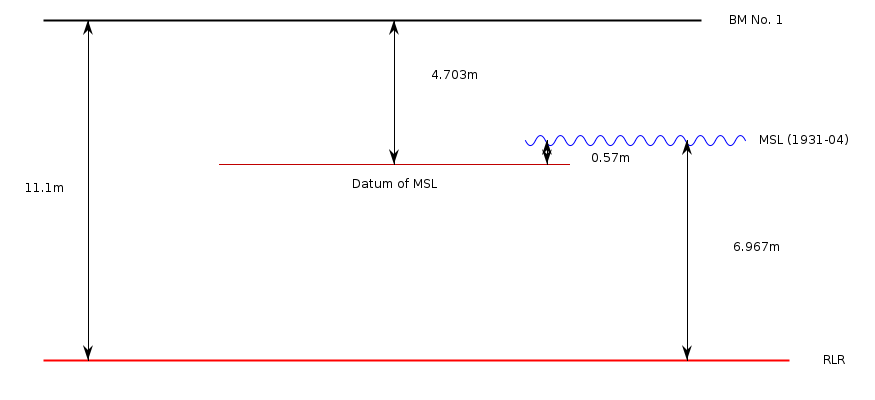 BM No. 1
4.703m
MSL (1931-04)
0.57m
Datum of MSL
11.1m
6.967m
RLR